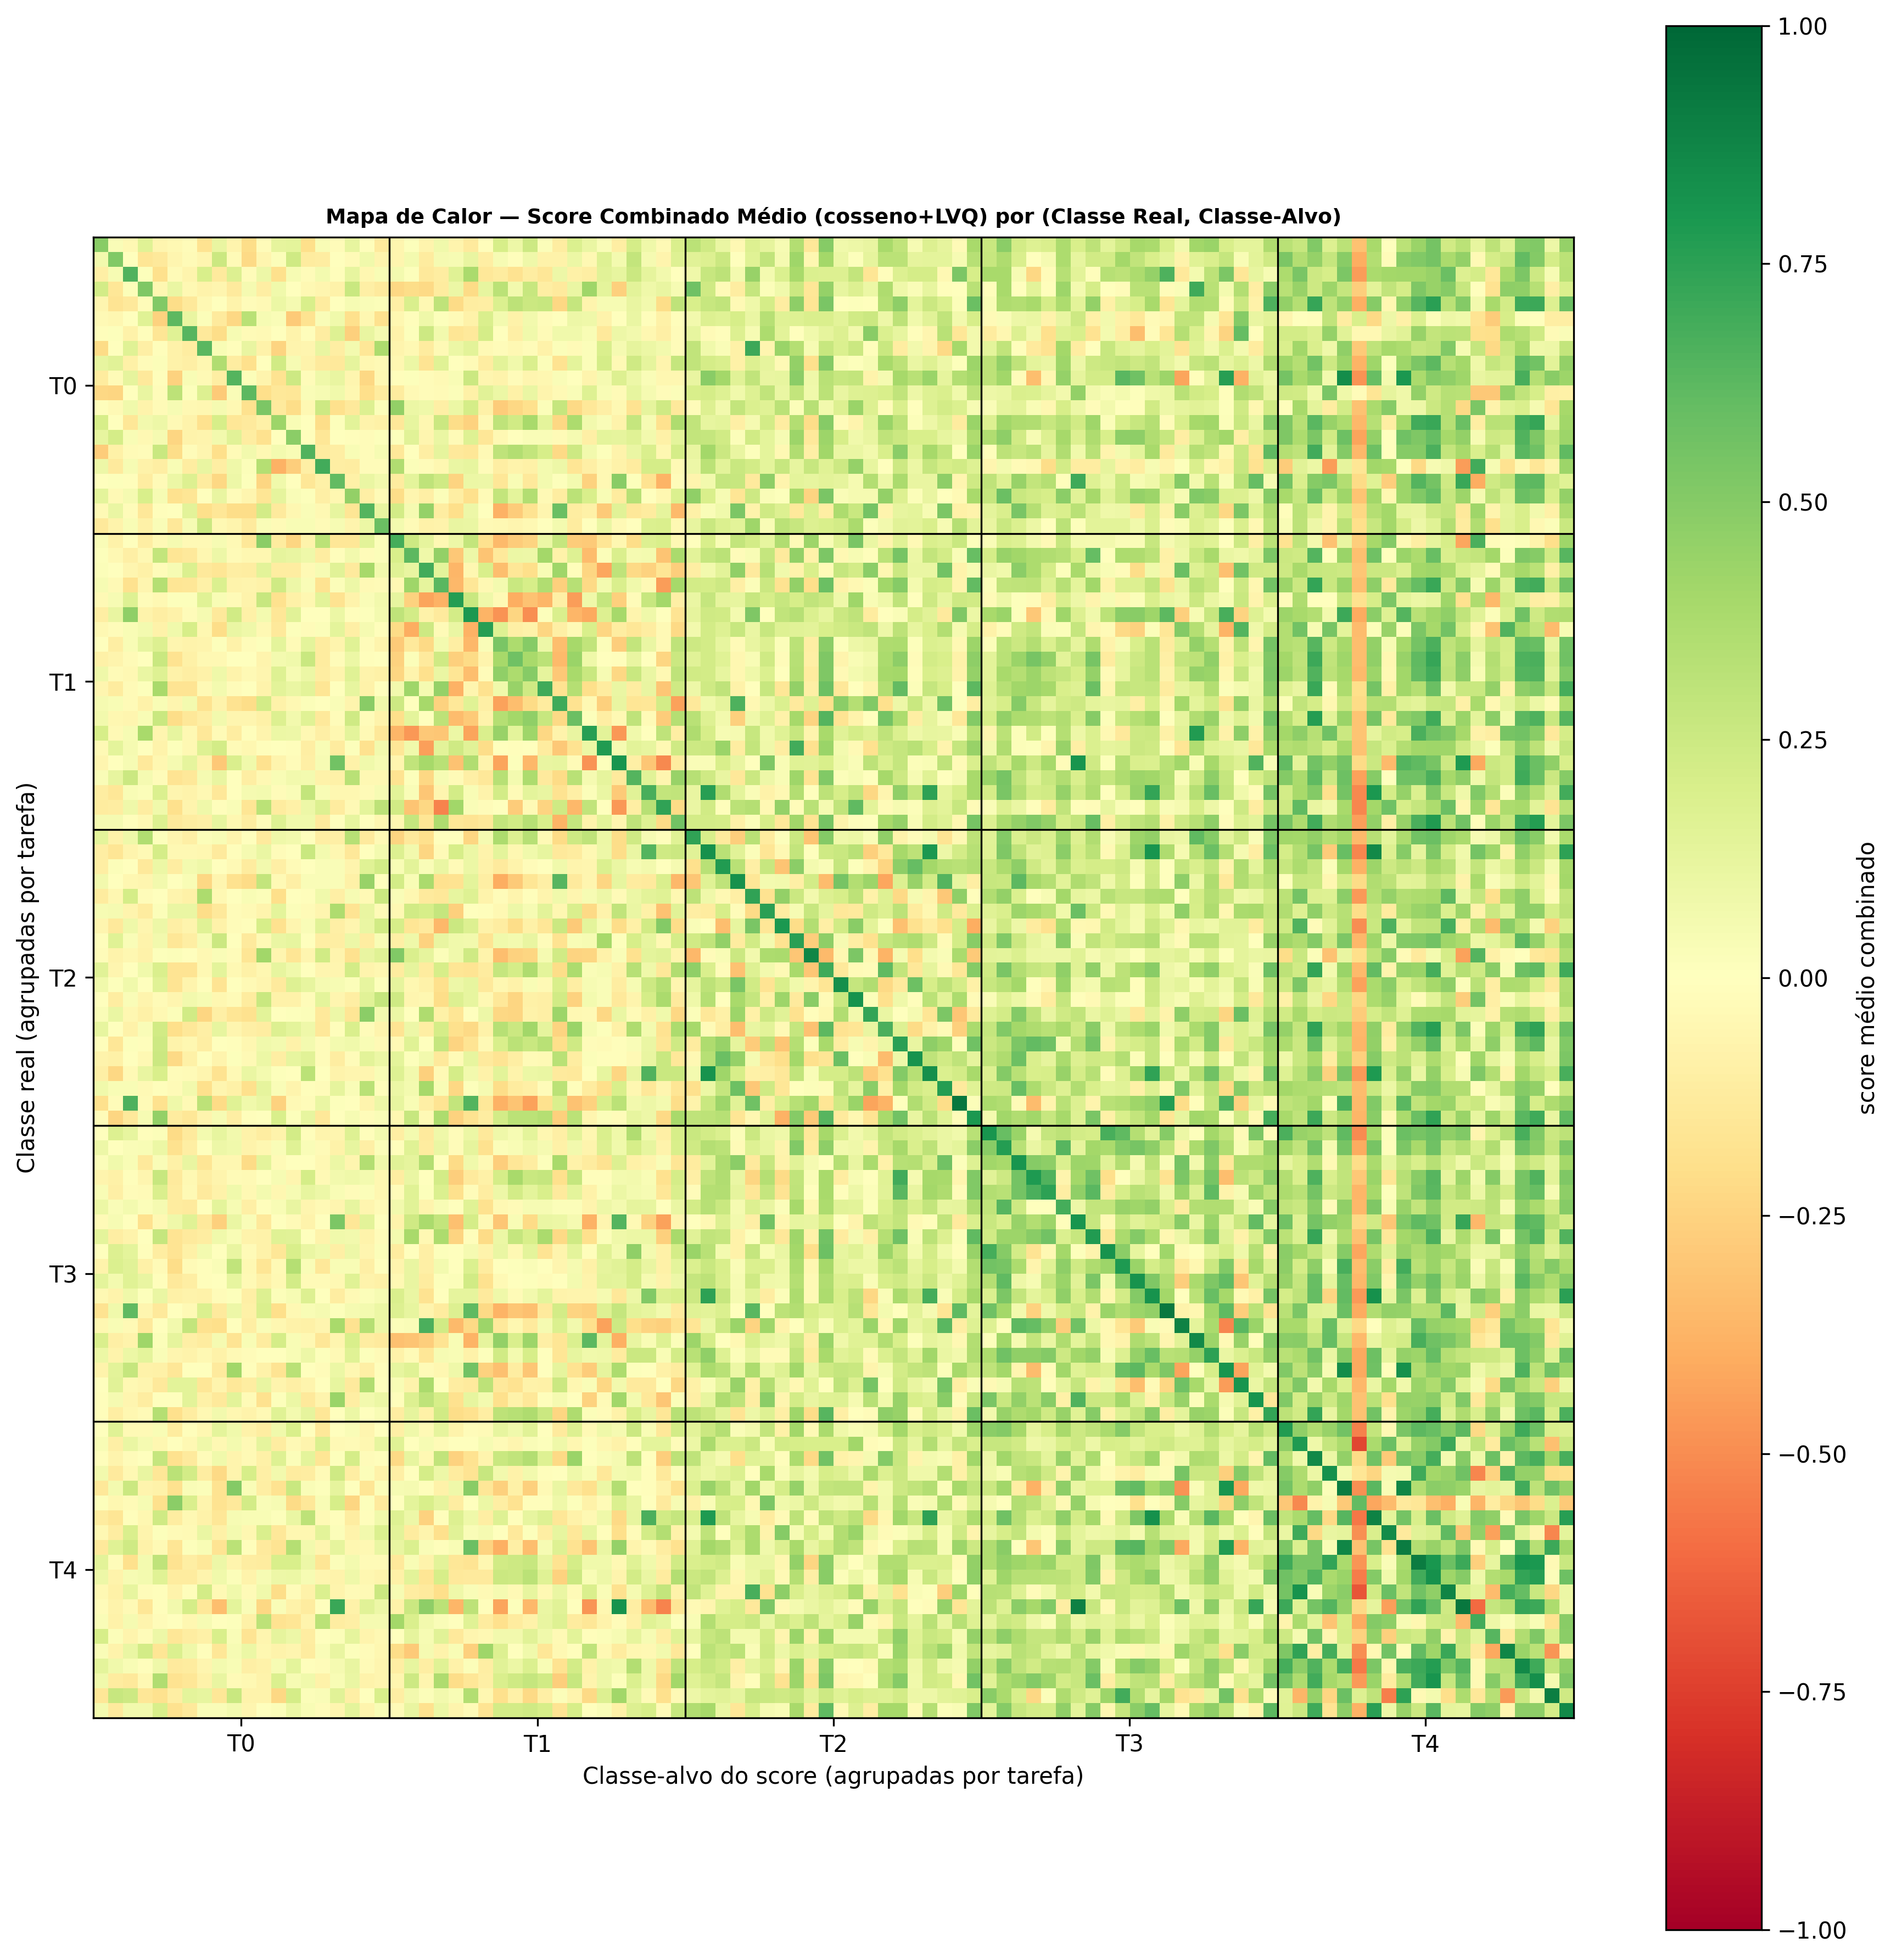 Mapa de Calor — Score Combinado Médio (cosseno+LVQ) por (Classe Real, Classe-Alvo)
Classe real (agrupadas por tarefa)
T0
T1
T2
T3
T4
T0 T1 T2 T3 T4
Classe-alvo do score (agrupadas por tarefa)
1.00
0.75
0.50
0.25
0.00
−0.25
−0.50
−0.75
−1.00
score médio combinado